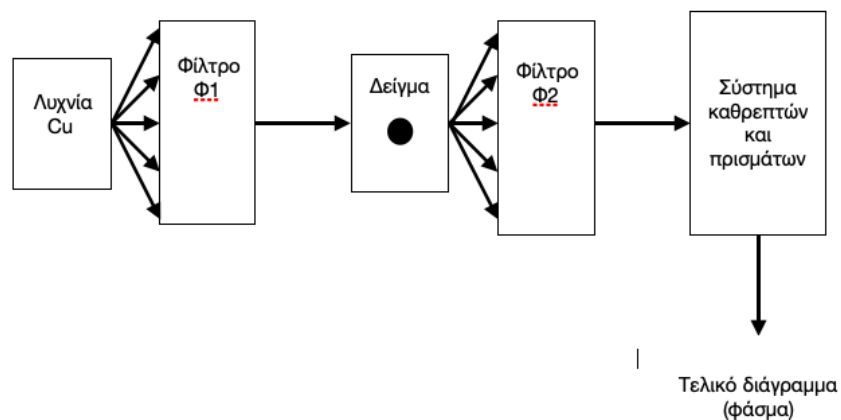 Λυχνία
Cu
Φίλτρο
Φ1
Δείγμα
Φίλτρο
Φ2
Σύστημα
καθρεπτών
και
πρισμάτων
Τελικό διάγραμμα
(φάσμα)